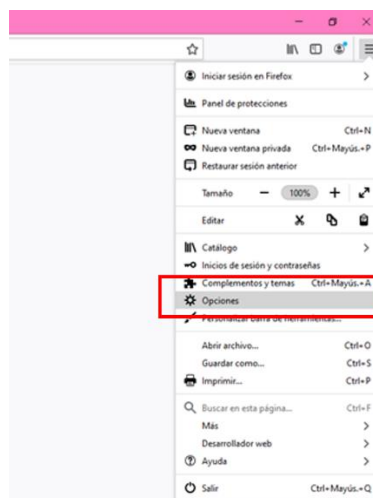 Iniciar sesión en Firefox
Panel de protecciones
Nueva ventana Ctrl+N
Nueva ventana privada Ctrl+Mayús.+P
Restaurar sesión anterior
Tamaño 100%
Editar
Catálogo
Inicios de sesión y contraseñas
Complementos y temas Ctrl+Mayús.+A
Opciones
Personalizar barra de herramientas...
Abrir archivo... Ctrl+O
Guardar como... Ctrl+S
Imprimir... Ctrl+P
Buscar en esta página... Ctrl+F
Más
Desarrollador web
Ayuda
Salir Ctrl+Mayús.+Q